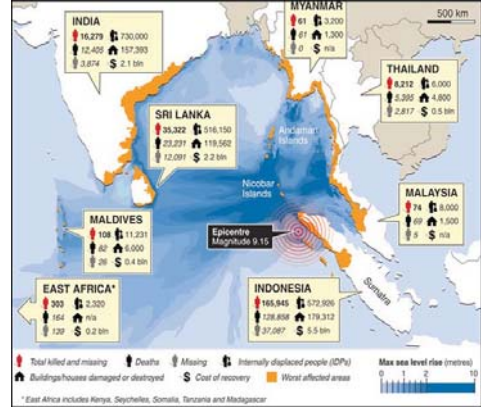 500 km
INDIA
16,279 730,000
12,405 157,393
3,874 $ 2.1 bln
MYANMAR
61 3,200
61 1,300
0 $ n/a
THAILAND
8,212 6,000
5,395 4,800
2,817 $ 0.5 bln
SRI LANKA
35,322 516,150
23,231 119,562
12,091 $ 2.2 bln
Andaman
Islands
Nicobar
Islands
MALDIVES
108 11,231
82 6,000
26 $ 0.4 bln
Epicentre
Magnitude 9.15
MALAYSIA
74 8,000
69 1,500
5 $ n/a
EAST AFRICA*
303 2,320
164 n/a
139 $ 0.2 bln
INDONESIA
165,945 572,926
128,858 179,312
37,087 $ 5.5 bln
Sumatra
Total killed and missing Deaths Missing Internally displaced people (IDPs)
Buildings/houses damaged or destroyed $ Cost of recovery Worst affected areas
Max sea level rise (metres)
0 1 2 10
* East Africa includes Kenya, Seychelles, Somalia, Tanzania and Madagascar